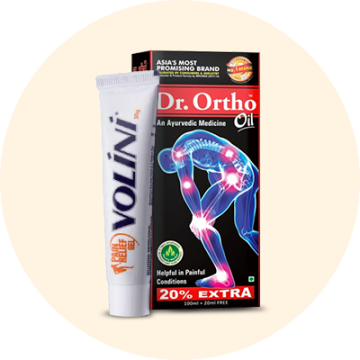 ASIA'S MOST
PROMISING BRAND
Dr. Ortho
An Ayurvedic Medicine
Oil
Helpful in Painful
Conditions
20% EXTRA
100ml + 20ml FREE
VOLINI
PAIN
RELIEF
GEL